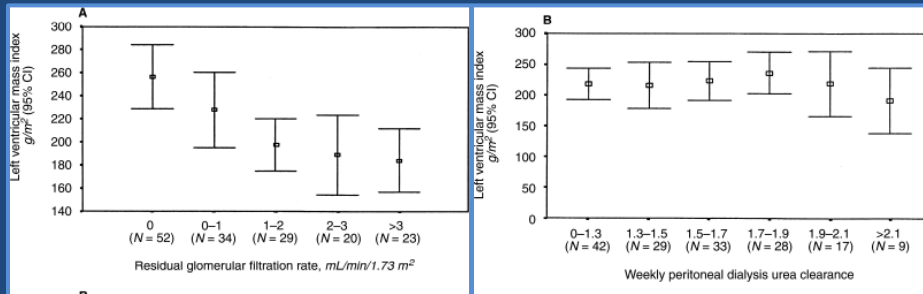 A
Left ventricular mass index
g/m² (95% CI)
300
280
260
240
220
200
180
160
140
0 0–1 1–2 2–3 >3
(N = 52) (N = 34) (N = 29) (N = 20) (N = 23)
Residual glomerular filtration rate, mL/min/1.73 m²
B
Left ventricular mass index
g/m² (95% CI)
300
250
200
150
100
50
0
0–1.3 1.3–1.5 1.5–1.7 1.7–1.9 1.9–2.1 >2.1
(N = 42) (N = 29) (N = 33) (N = 28) (N = 17) (N = 9)
Weekly peritoneal dialysis urea clearance